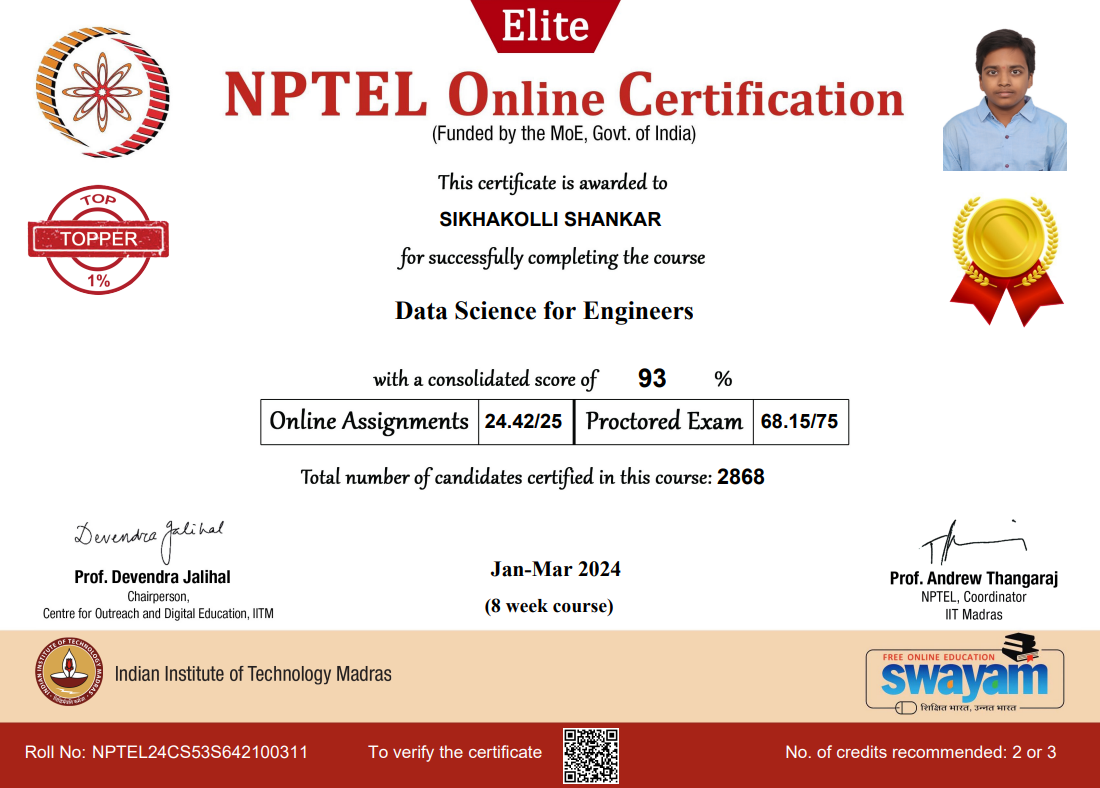 Elite
NPTEL Online Certification
(Funded by the MoE, Govt. of India)
This certificate is awarded to
SIKHAKOLLI SHANKAR
for successfully completing the course
TOP
TOPPER
1%
Data Science for Engineers
with a consolidated score of 93 %
Online Assignments 24.42/25 Proctored Exam 68.15/75
Total number of candidates certified in this course: 2868
Devendra Jalihal
Prof. Devendra Jalihal
Chairperson,
Centre for Outreach and Digital Education, IITM
Jan-Mar 2024
(8 week course)
Prof. Andrew Thangaraj
NPTEL, Coordinator
IIT Madras
INDIAN INSTITUTE OF TECHNOLOGY MADRAS
Indian Institute of Technology Madras
FREE ONLINE EDUCATION
swayam
शिक्षित भारत, उन्नत भारत
Roll No: NPTEL24CS53S642100311
To verify the certificate
No. of credits recommended: 2 or 3